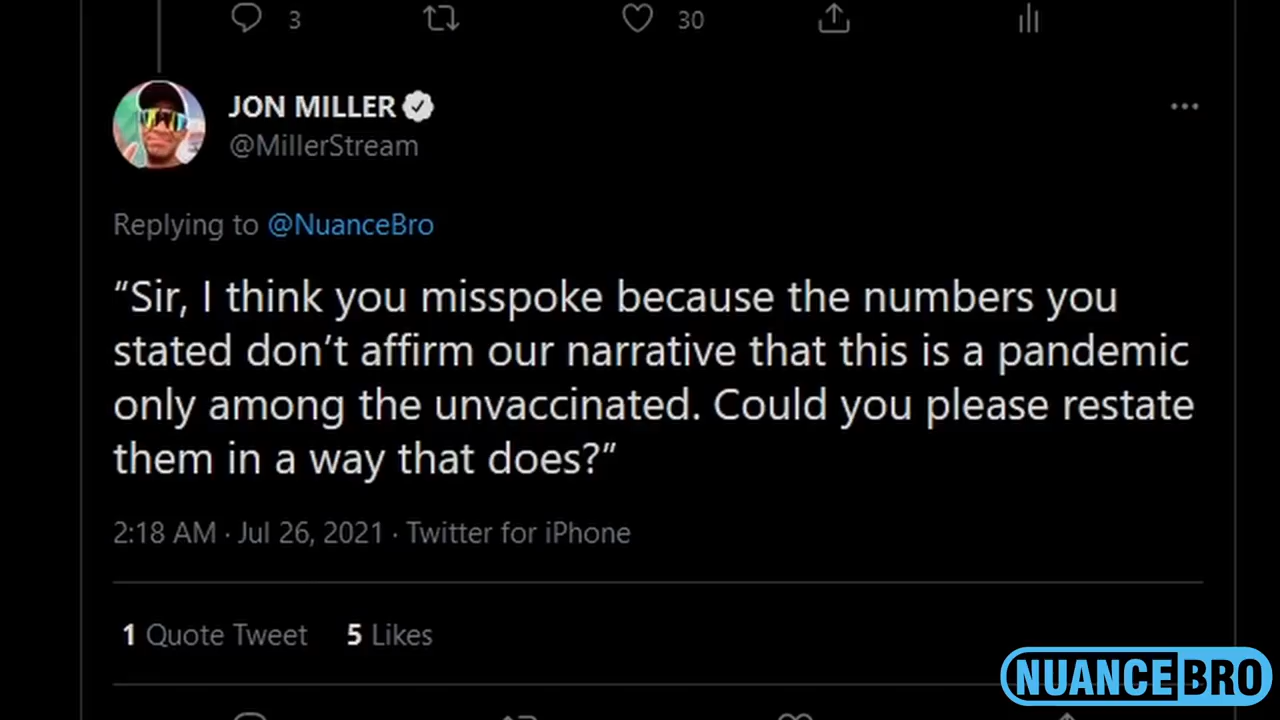 3 30
JON MILLER
@MillerStream
Replying to @NuanceBro
“Sir, I think you misspoke because the numbers you
stated don’t affirm our narrative that this is a pandemic
only among the unvaccinated. Could you please restate
them in a way that does?”
2:18 AM · Jul 26, 2021 · Twitter for iPhone
1 Quote Tweet 5 Likes
NUANCEBRO